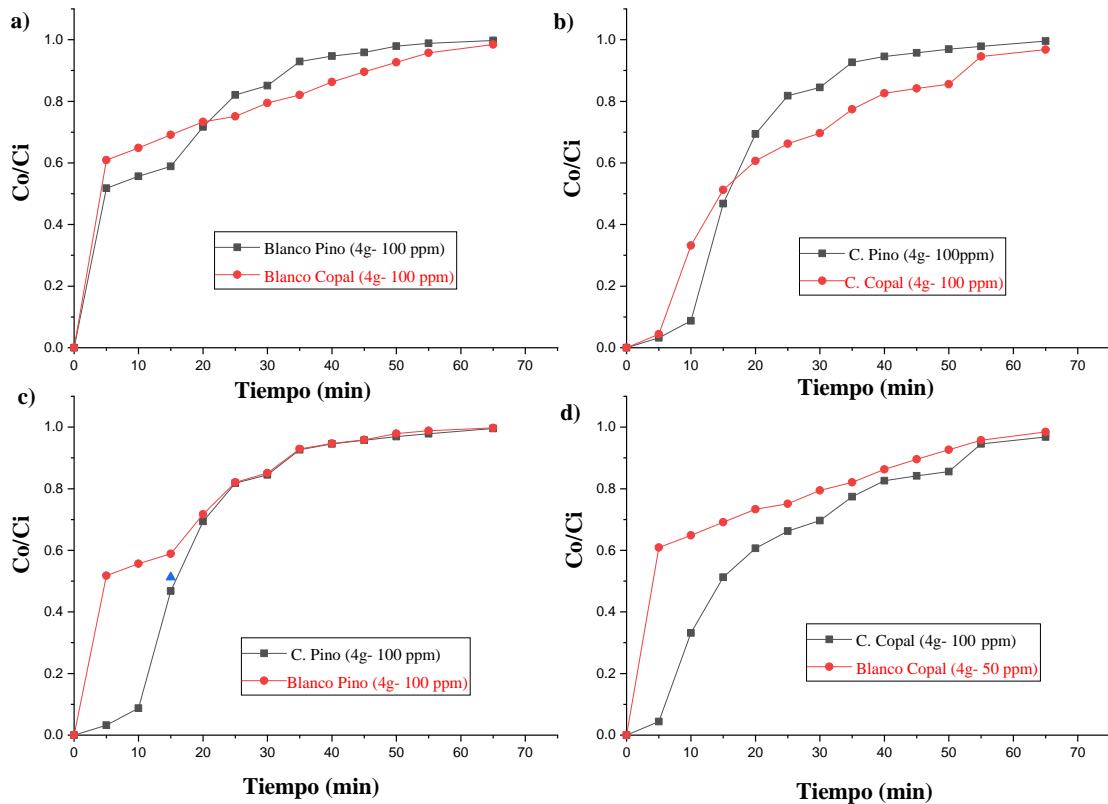 a)
1.0
0.8
0.6
0.4
0.2
0.0
Co/Ci
Blanco Pino (4g- 100 ppm)
Blanco Copal (4g- 100 ppm)
0 10 20 30 40 50 60 70
Tiempo (min)
b)
1.0
0.8
0.6
0.4
0.2
0.0
Co/Ci
C. Pino (4g- 100ppm)
C. Copal (4g- 100 ppm)
0 10 20 30 40 50 60 70
Tiempo (min)
c)
1.0
0.8
0.6
0.4
0.2
0.0
Co/Ci
C. Pino (4g- 100 ppm)
Blanco Pino (4g- 100 ppm)
0 10 20 30 40 50 60 70
Tiempo (min)
d)
1.0
0.8
0.6
0.4
0.2
0.0
Co/Ci
C. Copal (4g- 100 ppm)
Blanco Copal (4g- 50 ppm)
0 10 20 30 40 50 60 70
Tiempo (min)